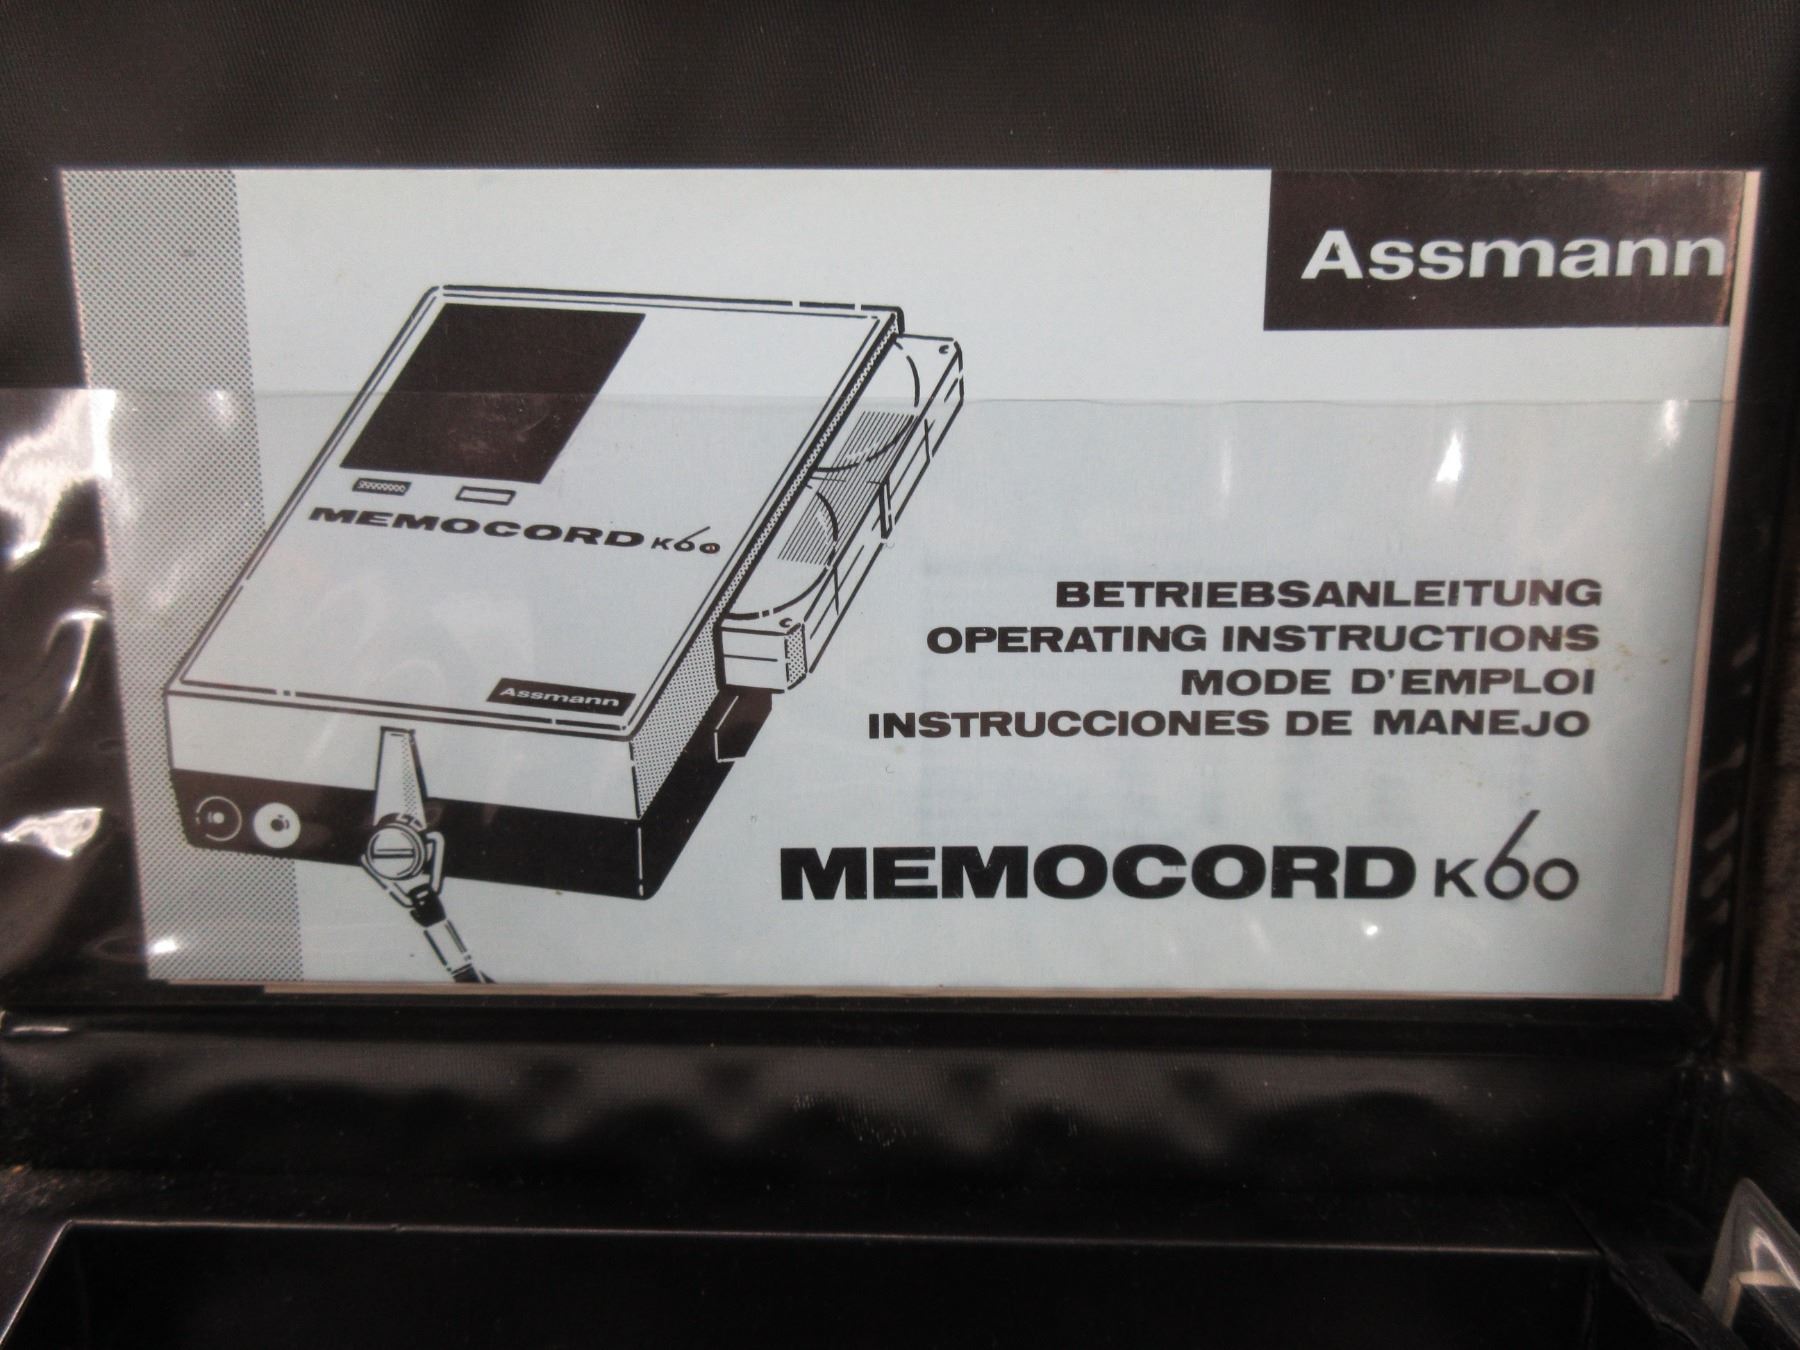 Assmann
MEMOCORD K60
Assmann
BETRIEBSANLEITUNG
OPERATING INSTRUCTIONS
MODE D'EMPLOI
INSTRUCCIONES DE MANEJO
MEMOCORD K60